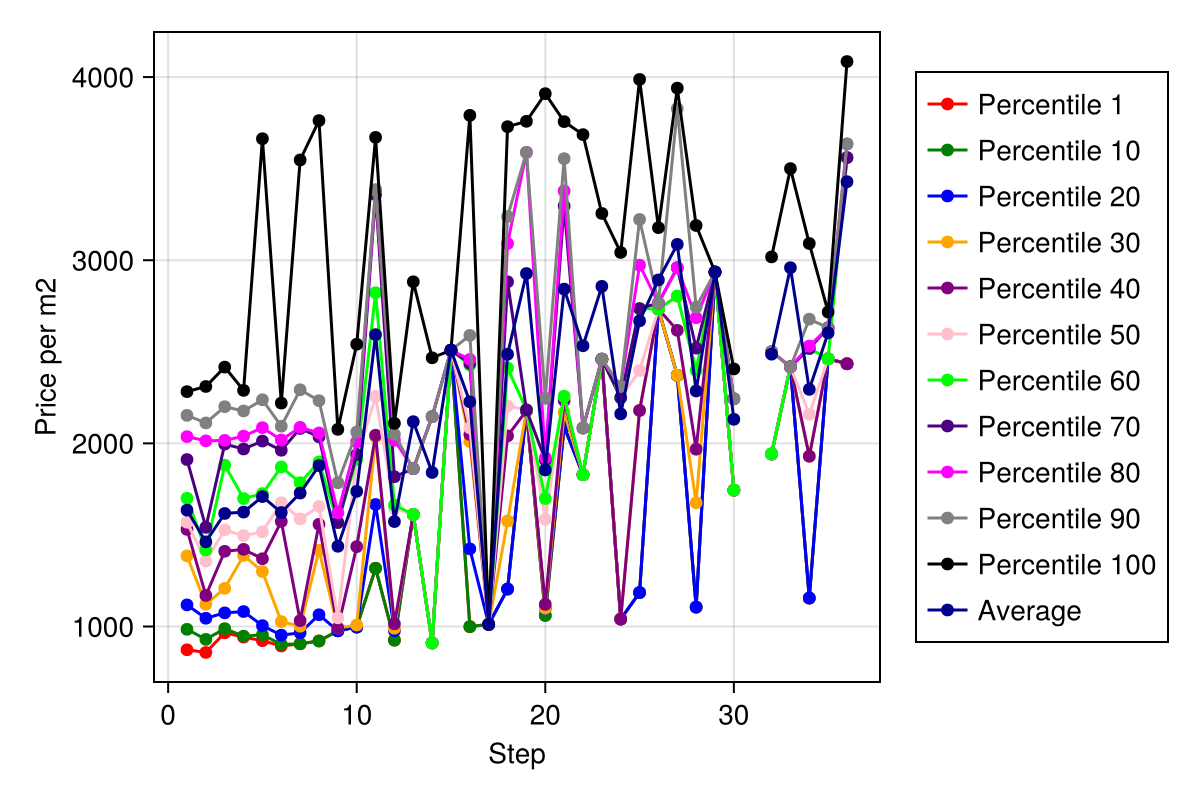 4000
3000
2000
1000
Price per m2
0
10
20
30
Step
Percentile 1
Percentile 10
Percentile 20
Percentile 30
Percentile 40
Percentile 50
Percentile 60
Percentile 70
Percentile 80
Percentile 90
Percentile 100
Average